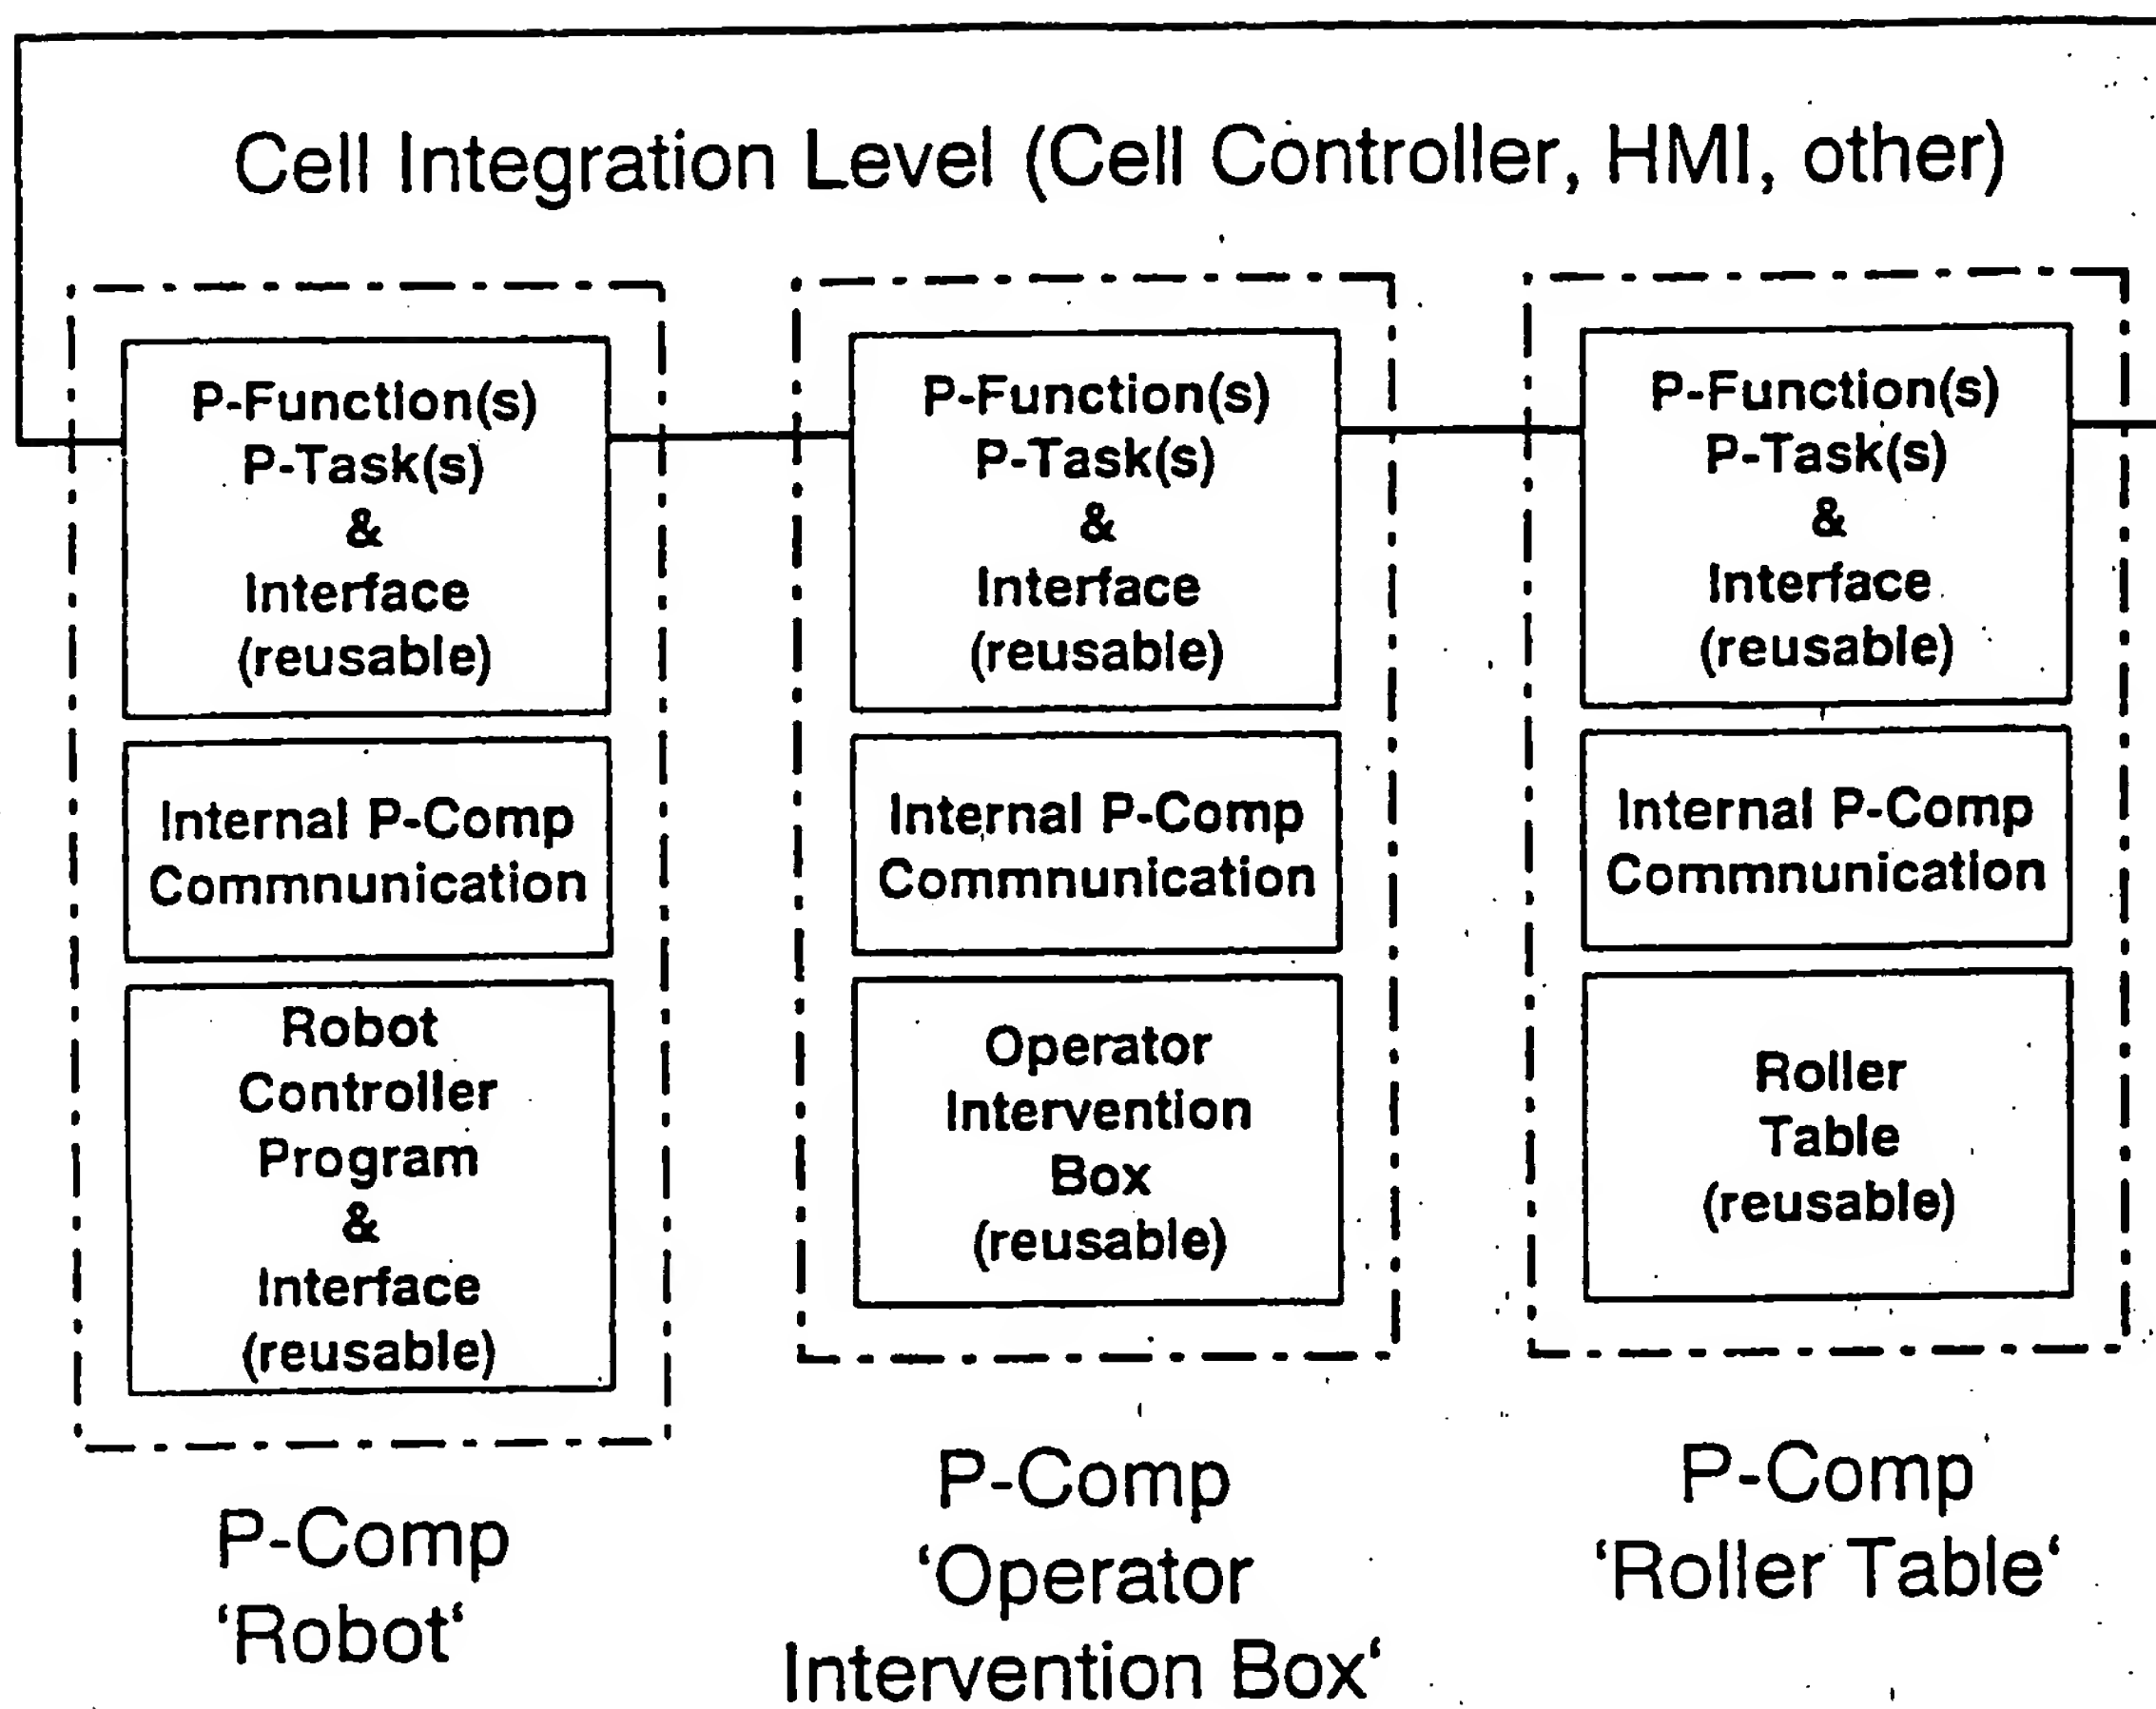 Cell Integration Level (Cell Controller, HMI, other)
P-Function(s)
P-Task(s)
&
Interface
(reusable)
Internal P-Comp
Commnunication
Robot
Controller
Program
&
Interface
(reusable)
P-Comp
‘Robot‘
P-Function(s)
P-Task(s)
&
Interface
(reusable)
Internal P-Comp
Commnunication
Operator
Intervention
Box
(reusable)
P-Comp
‘Operator
Intervention Box‘
P-Function(s)
P-Task(s)
&
Interface
(reusable)
Internal P-Comp
Commnunication
Roller
Table
(reusable)
P-Comp
‘Roller Table‘